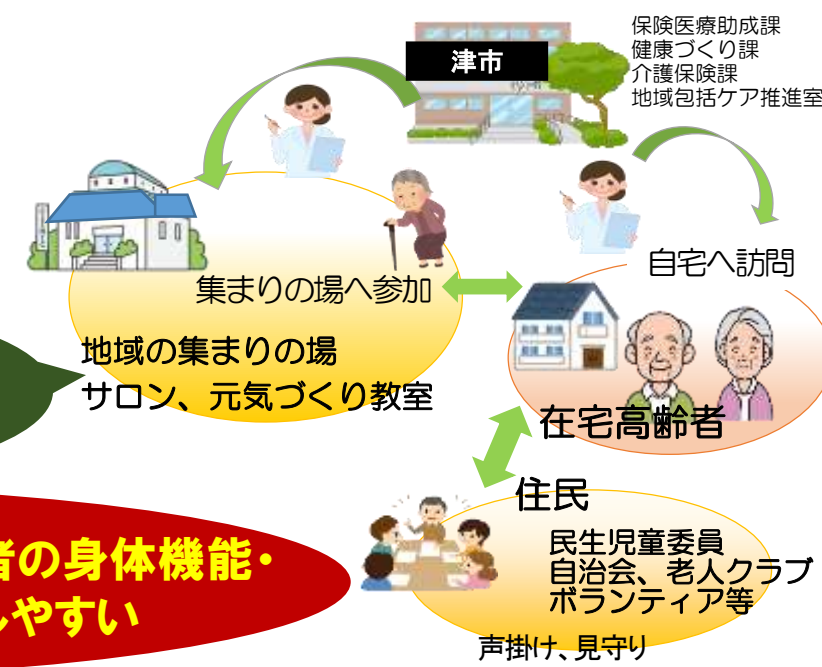 津市
保険医療助成課
健康づくり課
介護保険課
地域包括ケア推進室
自宅へ訪問
集まりの場へ参加
地域の集まりの場
サロン、元気づくり教室
在宅高齢者
住民
民生児童委員
自治会、老人クラブ
ボランティア等
声掛け、見守り
者の身体機能・
しやすい